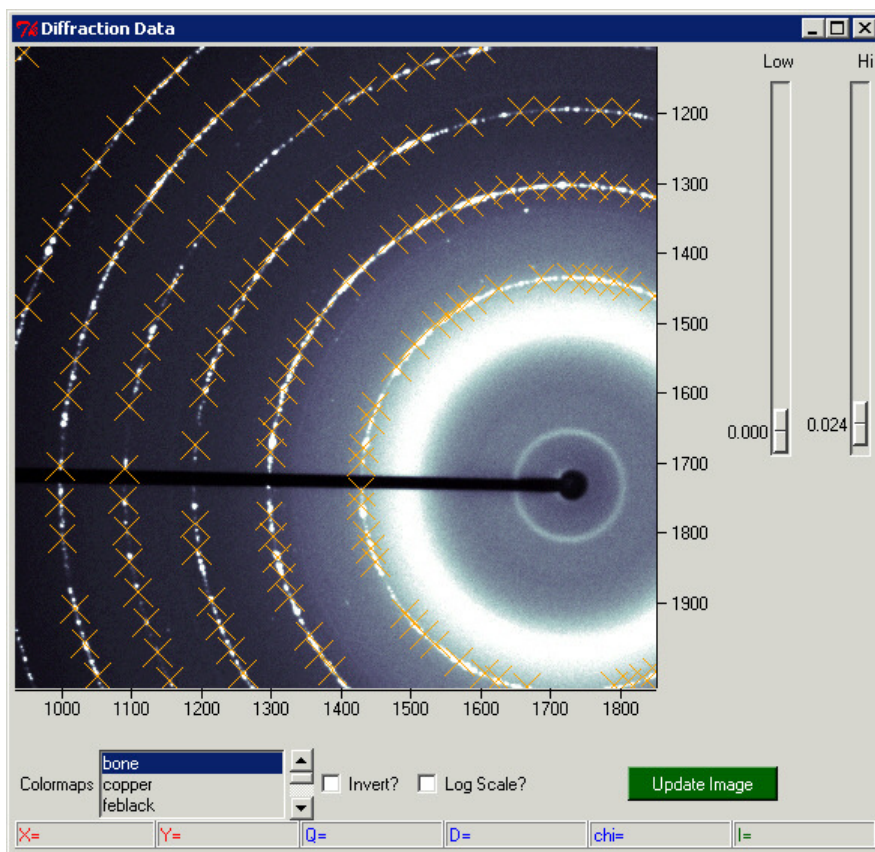 Diffraction Data
Low Hi
1200
1300
1400
1500
1600
1700
1800
1900
0.000 0.024
1000 1100 1200 1300 1400 1500 1600 1700 1800
Colormaps
bone
copper
feblack
Invert? Log Scale?
Update Image
X= Y= Q= D= chi= I=